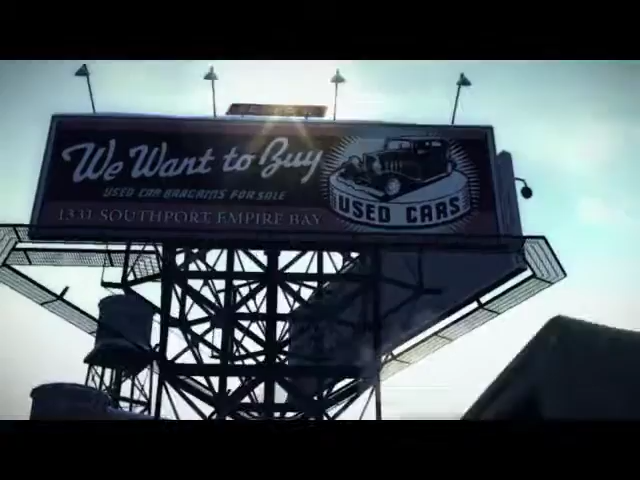 We Want to Buy
USED CAR BARGAINS FOR SALE
1331 SOUTHPORT, EMPIRE BAY
USED CARS